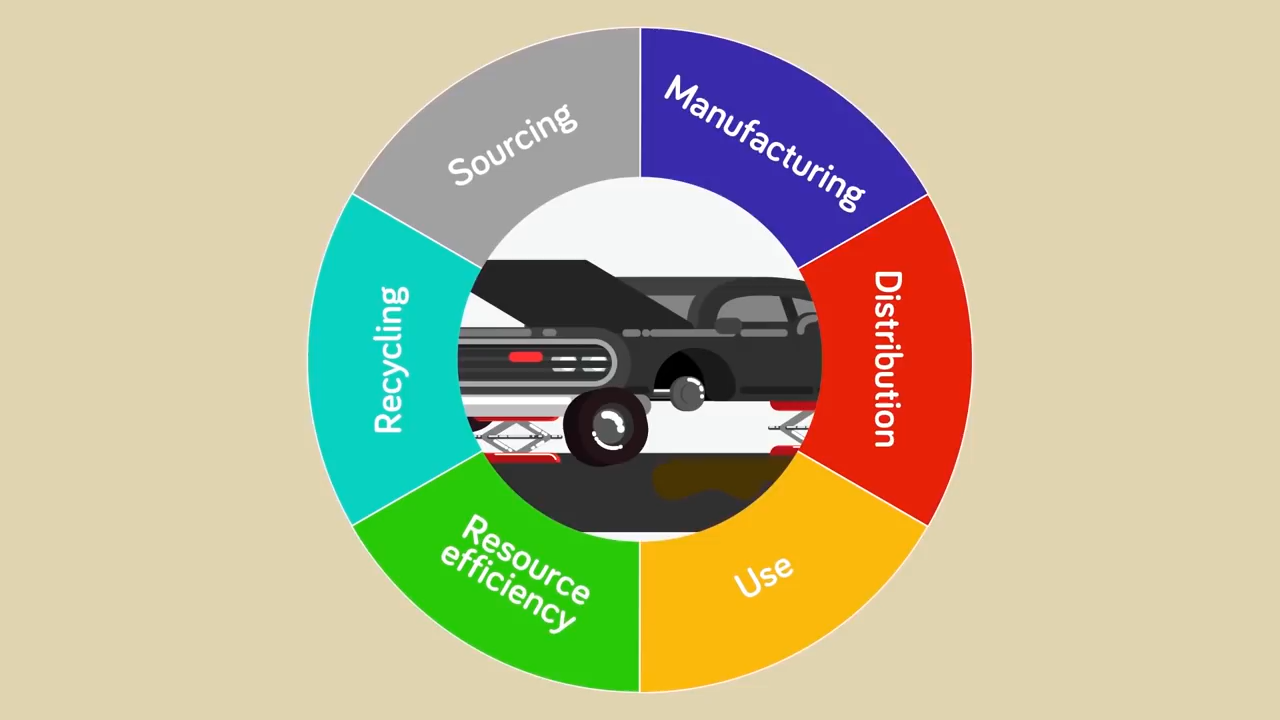 Sourcing
Manufacturing
Distribution
Use
Resource
efficiency
Recycling